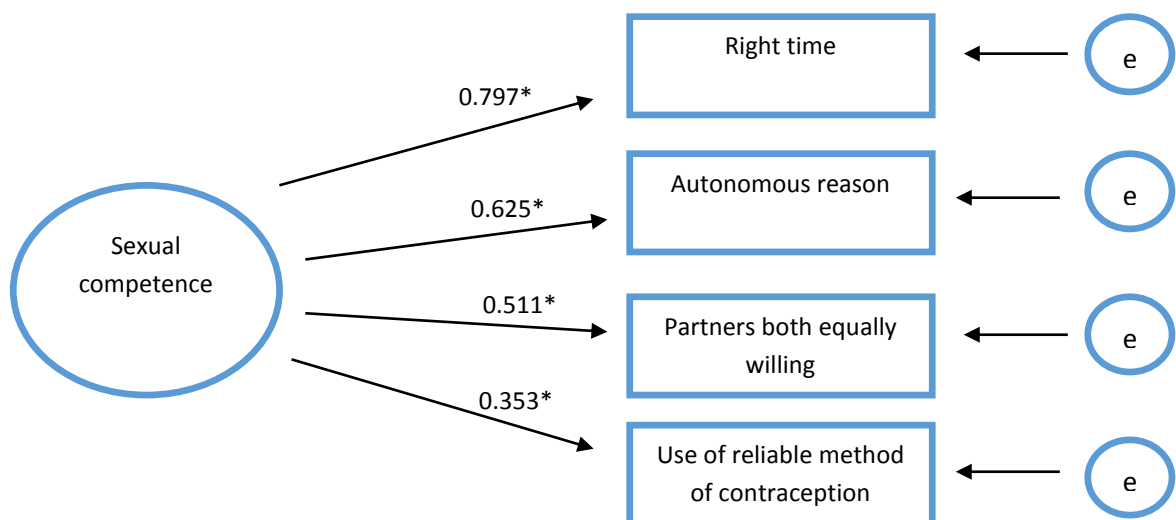 Right time
e
0.797*
Autonomous reason
e
0.625*
Sexual
competence
0.511*
Partners both equally
willing
e
0.353*
Use of reliable method
of contraception
e